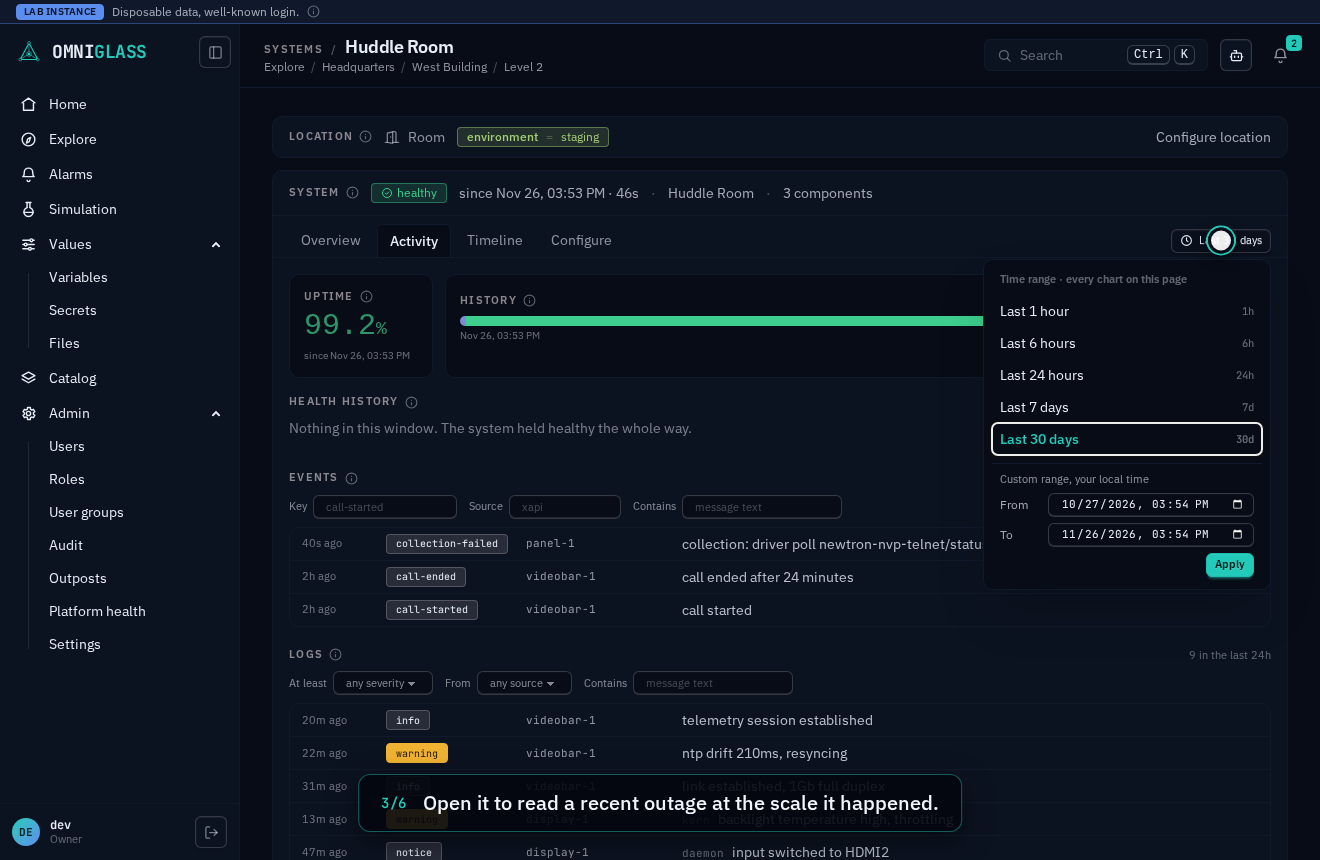 LAB INSTANCE Disposable data, well-known login.
OMNIGLASS
SYSTEMS / Huddle Room
Explore / Headquarters / West Building / Level 2
Search Ctrl K
2
Home
Explore
Alarms
Simulation
Values
Variables
Secrets
Files
Catalog
Admin
Users
Roles
User groups
Audit
Outposts
Platform health
Settings
DE dev
Owner
LOCATION Room environment = staging Configure location
SYSTEM healthy since Nov 26, 03:53 PM · 46s · Huddle Room · 3 components
Overview Activity Timeline Configure days
UPTIME
99.2%
since Nov 26, 03:53 PM
HISTORY
Nov 26, 03:53 PM
Time range · every chart on this page
Last 1 hour 1h
Last 6 hours 6h
Last 24 hours 24h
Last 7 days 7d
Last 30 days 30d
Custom range, your local time
From 10/27/2026, 03:54 PM
To 11/26/2026, 03:54 PM
Apply
HEALTH HISTORY
Nothing in this window. The system held healthy the whole way.
EVENTS
Key call-started Source xapi Contains message text
40s ago collection-failed panel-1 collection: driver poll newtron-nvp-telnet/status
2h ago call-ended videobar-1 call ended after 24 minutes
2h ago call-started videobar-1 call started
LOGS 9 in the last 24h
At least any severity From any source Contains message text
20m ago info videobar-1 telemetry session established
22m ago warning videobar-1 ntp drift 210ms, resyncing
31m ago info videobar-1 link established, 1Gb full duplex
13m ago warning display-1 kern backlight temperature high, throttling
47m ago notice display-1 daemon input switched to HDMI2
3/6 Open it to read a recent outage at the scale it happened.